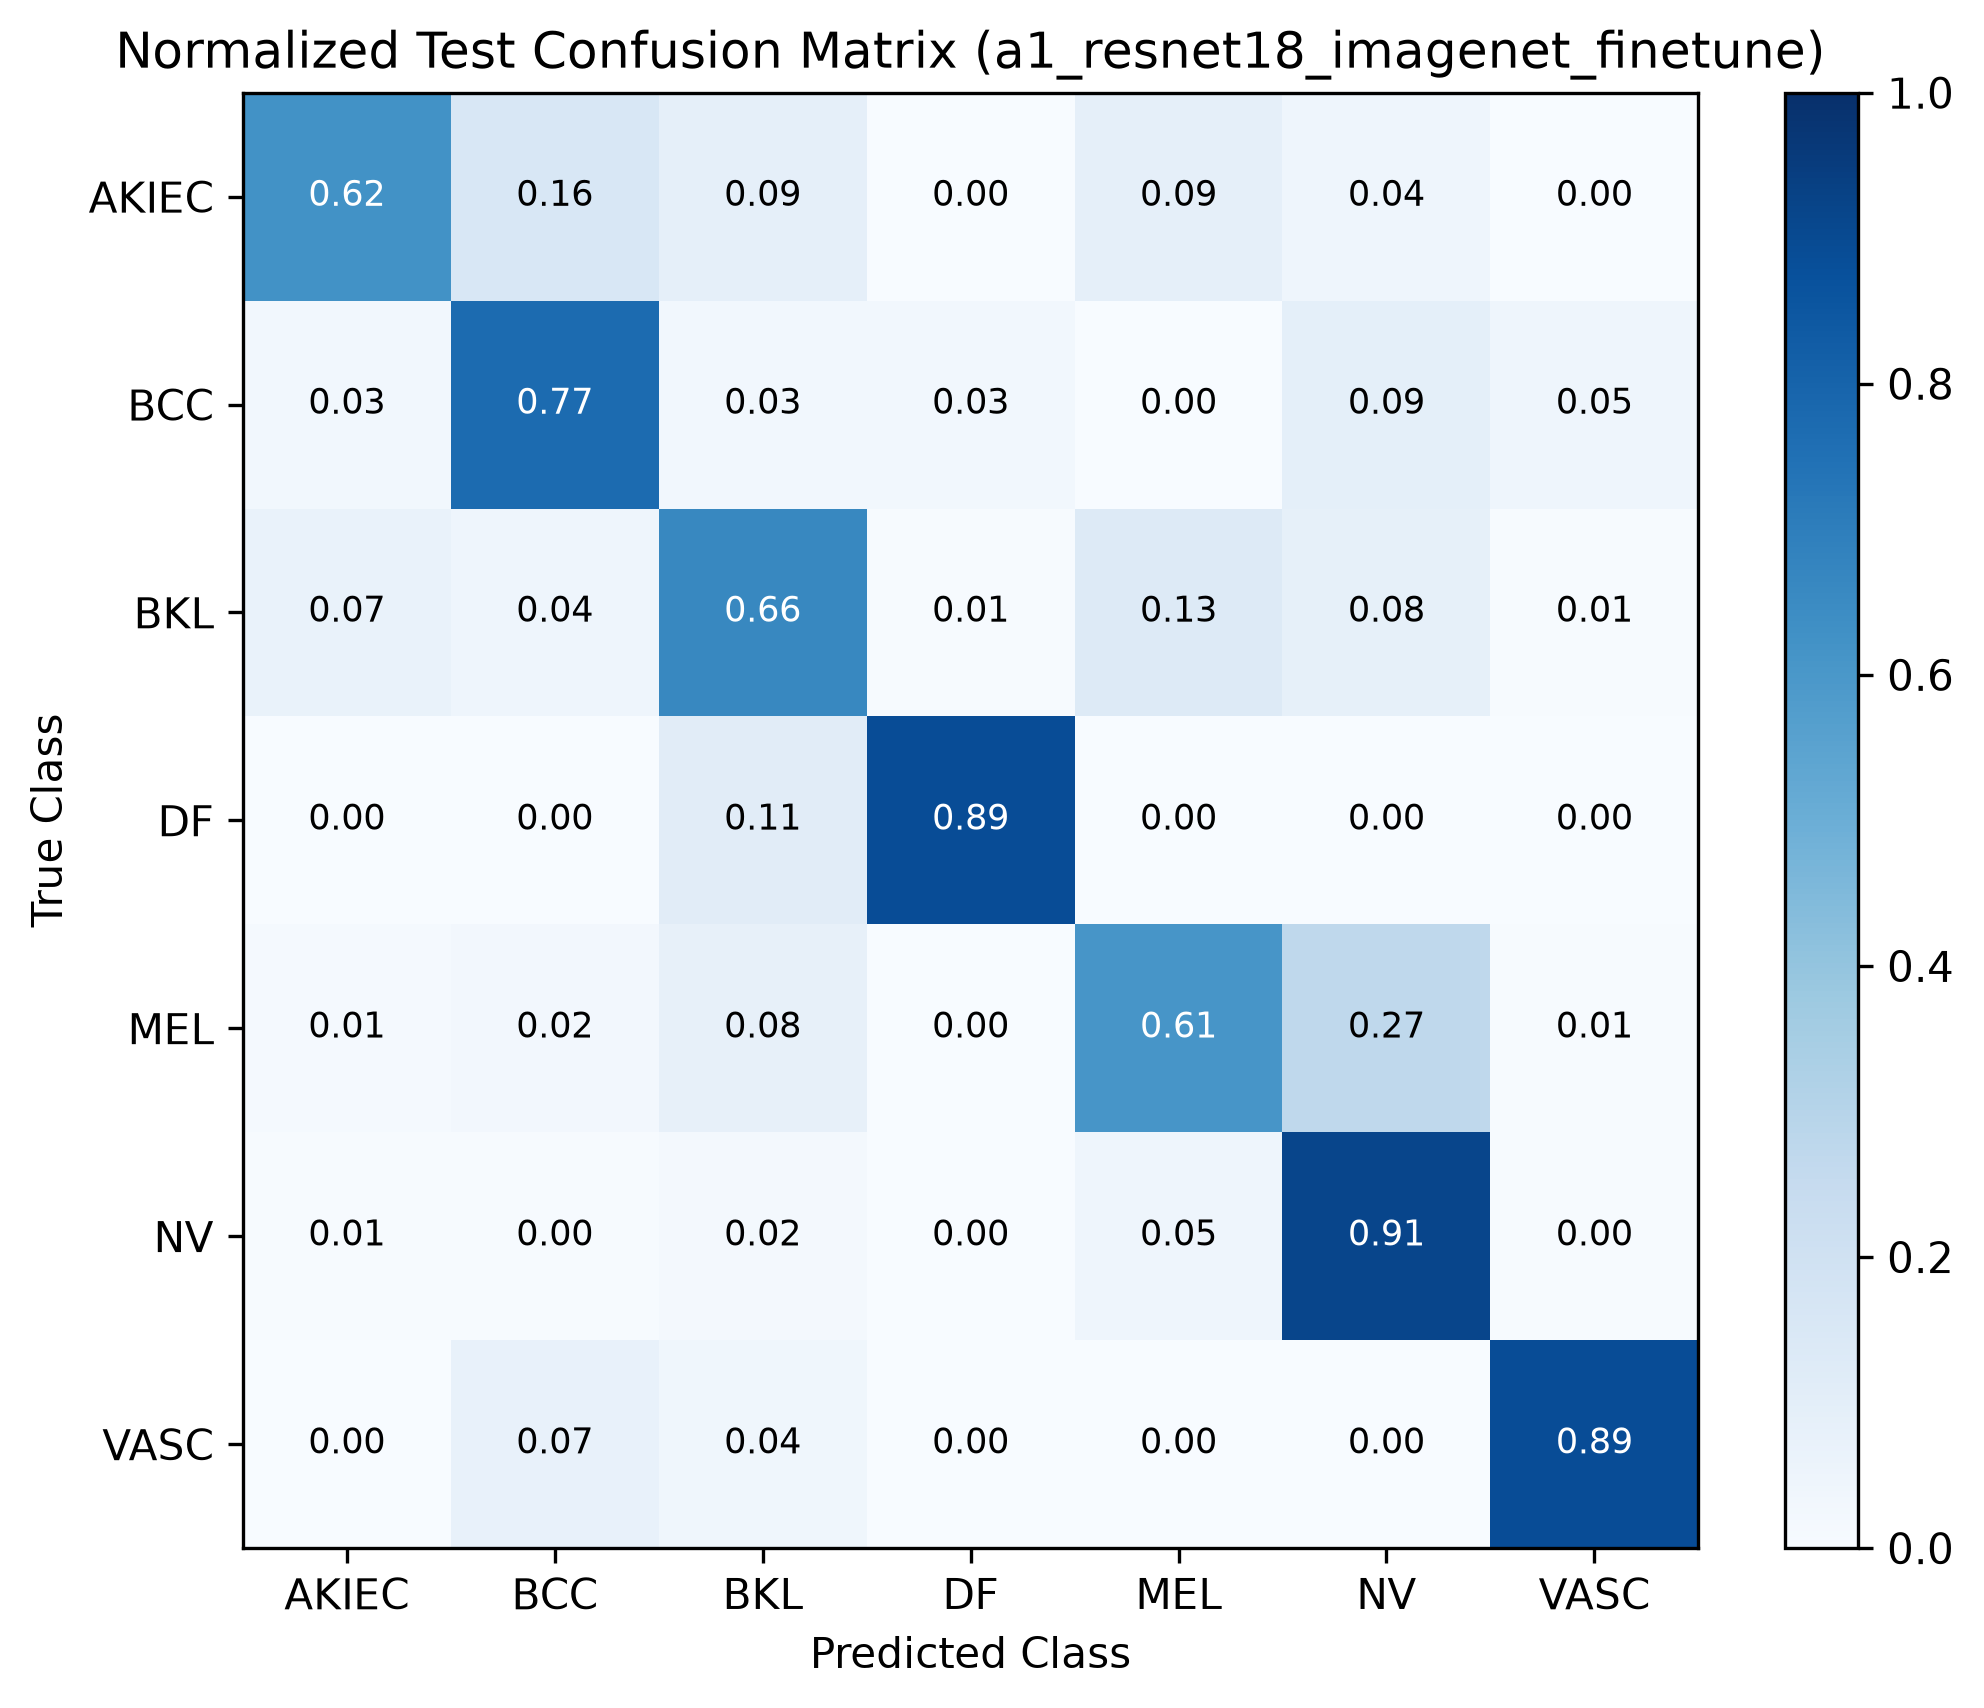 Normalized Test Confusion Matrix (a1_resnet18_imagenet_finetune)
1.0
AKIEC 0.62 0.16 0.09 0.00 0.09 0.04 0.00
BCC 0.03 0.77 0.03 0.03 0.00 0.09 0.05
0.8
BKL 0.07 0.04 0.66 0.01 0.13 0.08 0.01
0.6
True Class
DF 0.00 0.00 0.11 0.89 0.00 0.00 0.00
0.4
MEL 0.01 0.02 0.08 0.00 0.61 0.27 0.01
NV 0.01 0.00 0.02 0.00 0.05 0.91 0.00
0.2
VASC 0.00 0.07 0.04 0.00 0.00 0.00 0.89
0.0
AKIEC BCC BKL DF MEL NV VASC
Predicted Class